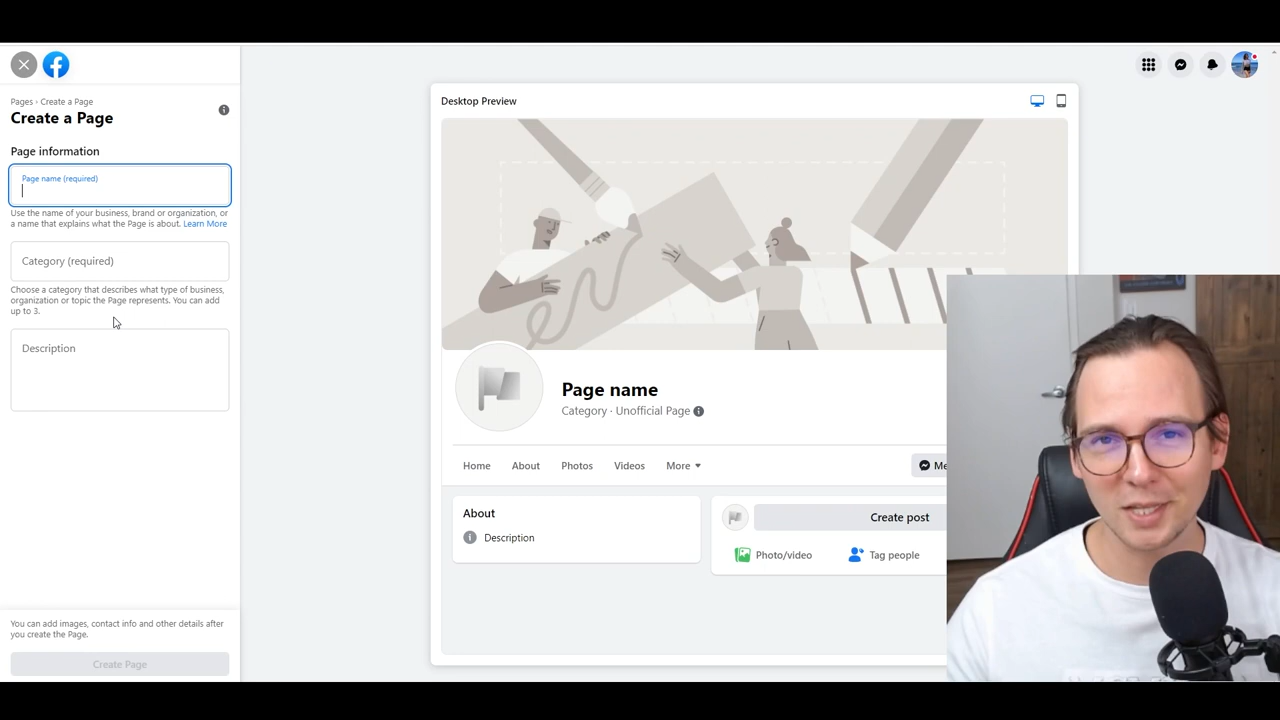 Pages › Create a Page
Create a Page
Page information
Page name (required)
Use the name of your business, brand or organization, or
a name that explains what the Page is about. Learn More
Category (required)
Choose a category that describes what type of business,
organization or topic the Page represents. You can add
up to 3.
Description
You can add images, contact info and other details after
you create the Page.
Create Page
Desktop Preview
Page name
Category · Unofficial Page
Home About Photos Videos More
Me
About
Description
Create post
Photo/video Tag people